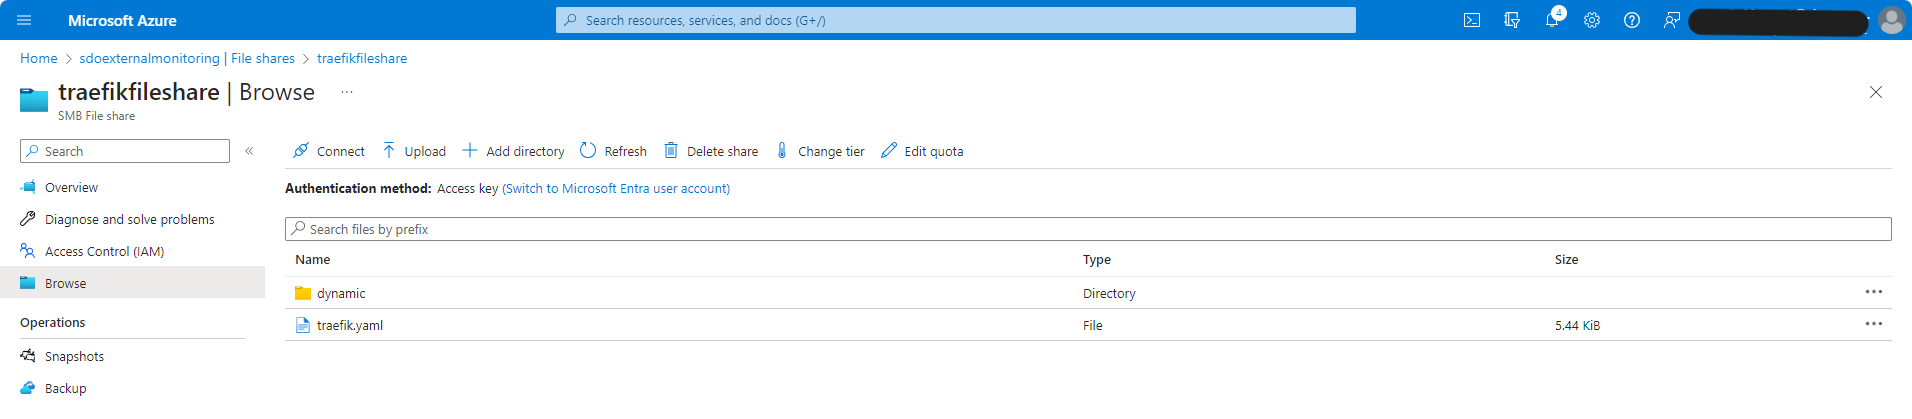 Microsoft Azure
Search resources, services, and docs (G+/)
4
Home > sdoexternalmonitoring | File shares > traefikfileshare
traefikfileshare | Browse ...
SMB File share
Search
«
Connect Upload Add directory Refresh Delete share Change tier Edit quota
Overview
Authentication method: Access key (Switch to Microsoft Entra user account)
Diagnose and solve problems
Search files by prefix
Access Control (IAM)
Name Type Size
Browse
dynamic Directory ...
Operations
traefik.yaml File 5.44 KiB ...
Snapshots
Backup